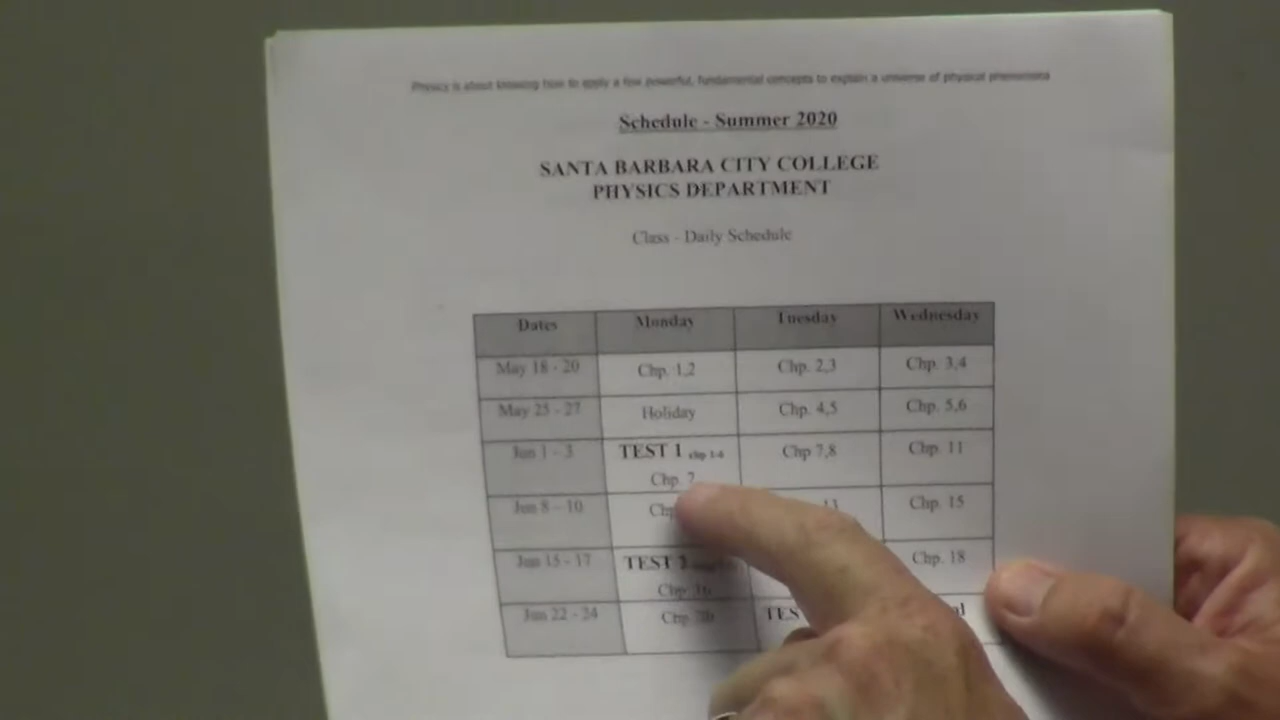 Physics is about knowing how to apply a few powerful, fundamental concepts to explain a universe of physical phenomena
Schedule - Summer 2020
SANTA BARBARA CITY COLLEGE
PHYSICS DEPARTMENT
Class - Daily Schedule
Dates Monday Tuesday Wednesday
May 18 - 20 Chp. 1,2 Chp. 2,3 Chp. 3,4
May 25 - 27 Holiday Chp. 4,5 Chp. 5,6
Jun 1 - 3 TEST 1 chp 1-6 Chp 7,8 Chp. 11
Chp. 7
Jun 8 - 10 13 Chp. 15
Jun 15 - 17 TEST Chp. 18
Chp. 16
Jun 22 - 24 Chp.